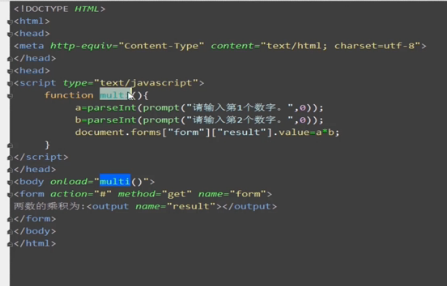 <!DOCTYPE HTML>
<html>
<head>
<meta http-equiv="Content-Type" content="text/html; charset=utf-8">
</head>
<head>
<script type="text/javascript">
    function multi(){
        a=parseInt(prompt("请输入第1个数字。",0));
        b=parseInt(prompt("请输入第2个数字。",0));
        document.forms["form"]["result"].value=a*b;
    }
</script>
</head>
<body onload="multi()">
<form action="#" method="get" name="form">
两数的乘积为:<output name="result"></output>
</form>
</body>
</html>